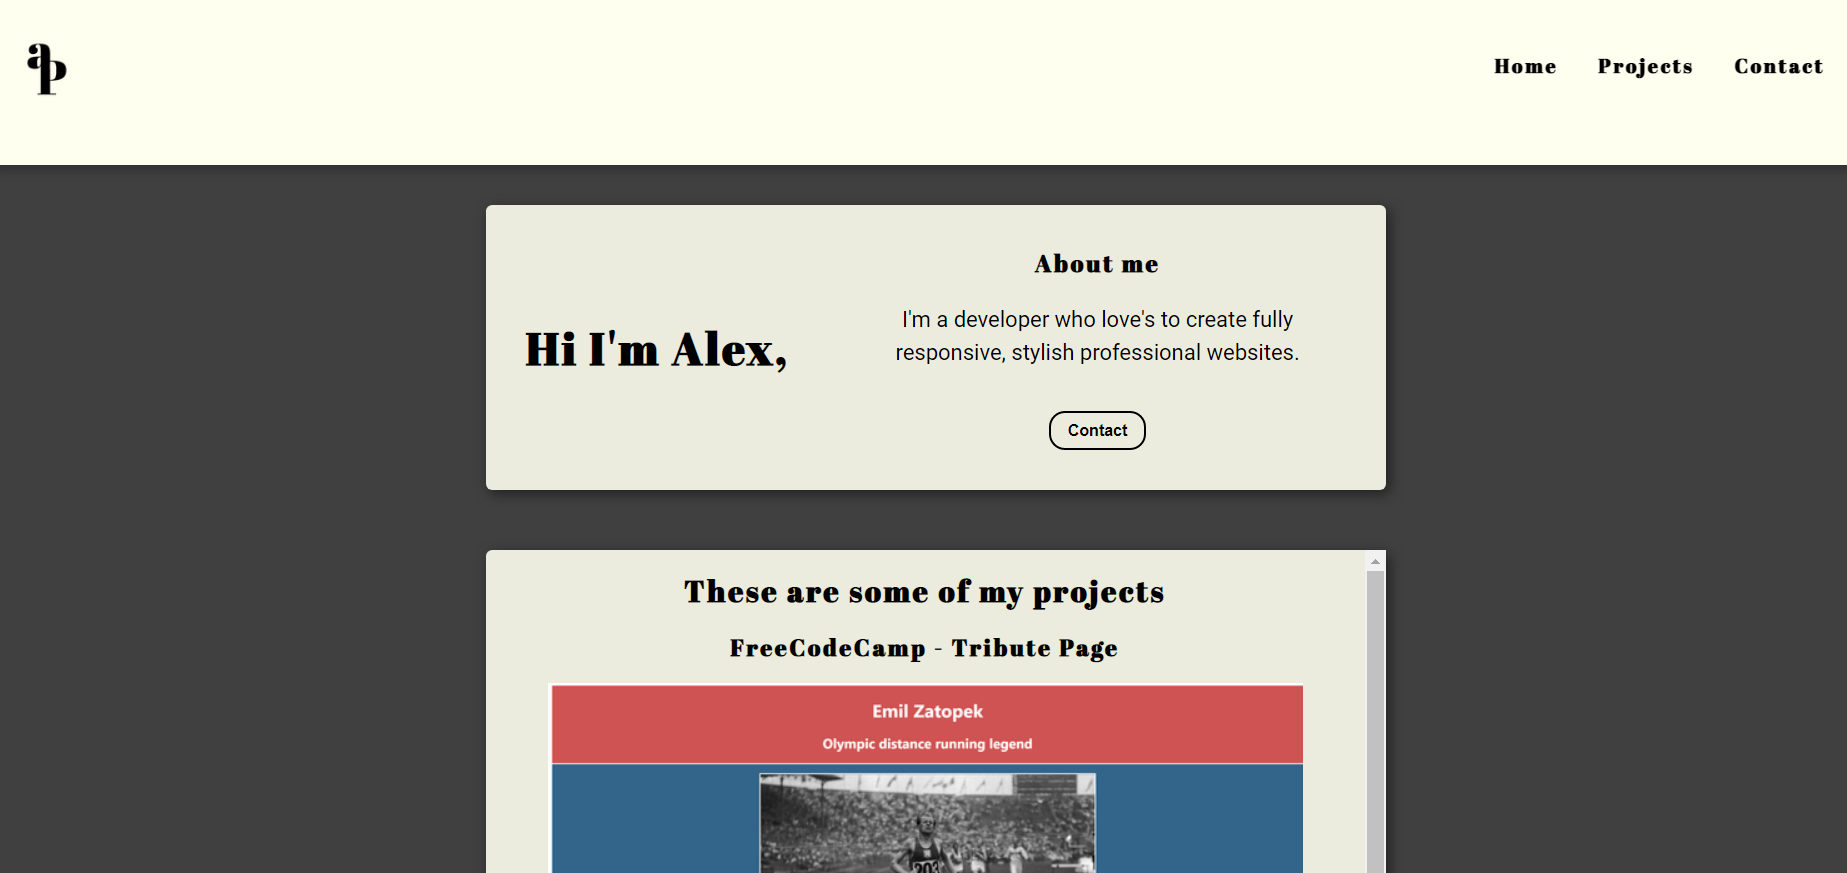 ap
Home Projects Contact
About me
Hi I'm Alex,
I'm a developer who love's to create fully
responsive, stylish professional websites.
Contact
These are some of my projects
FreeCodeCamp - Tribute Page
Emil Zatopek
Olympic distance running legend
203